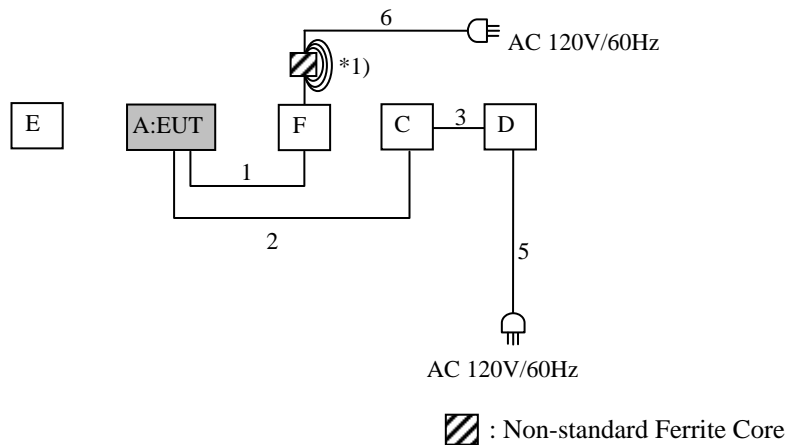 6
AC 120V/60Hz
*1)
E
A:EUT
F
C
3
D
1
2
5
AC 120V/60Hz
: Non-standard Ferrite Core